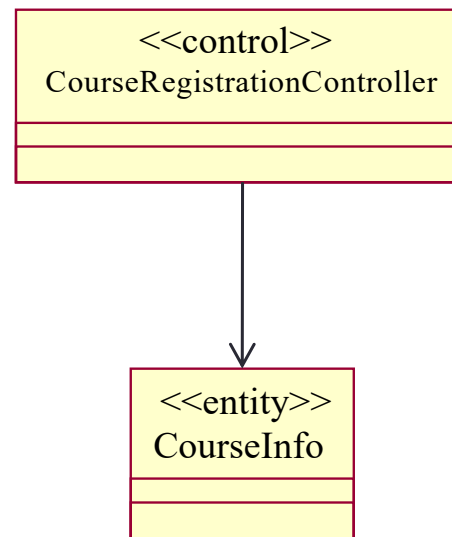 <<control>>
CourseRegistrationController
<<entity>>
CourseInfo